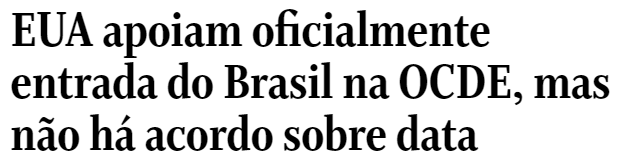 EUA apoiam oficialmente
entrada do Brasil na OCDE, mas
não há acordo sobre data